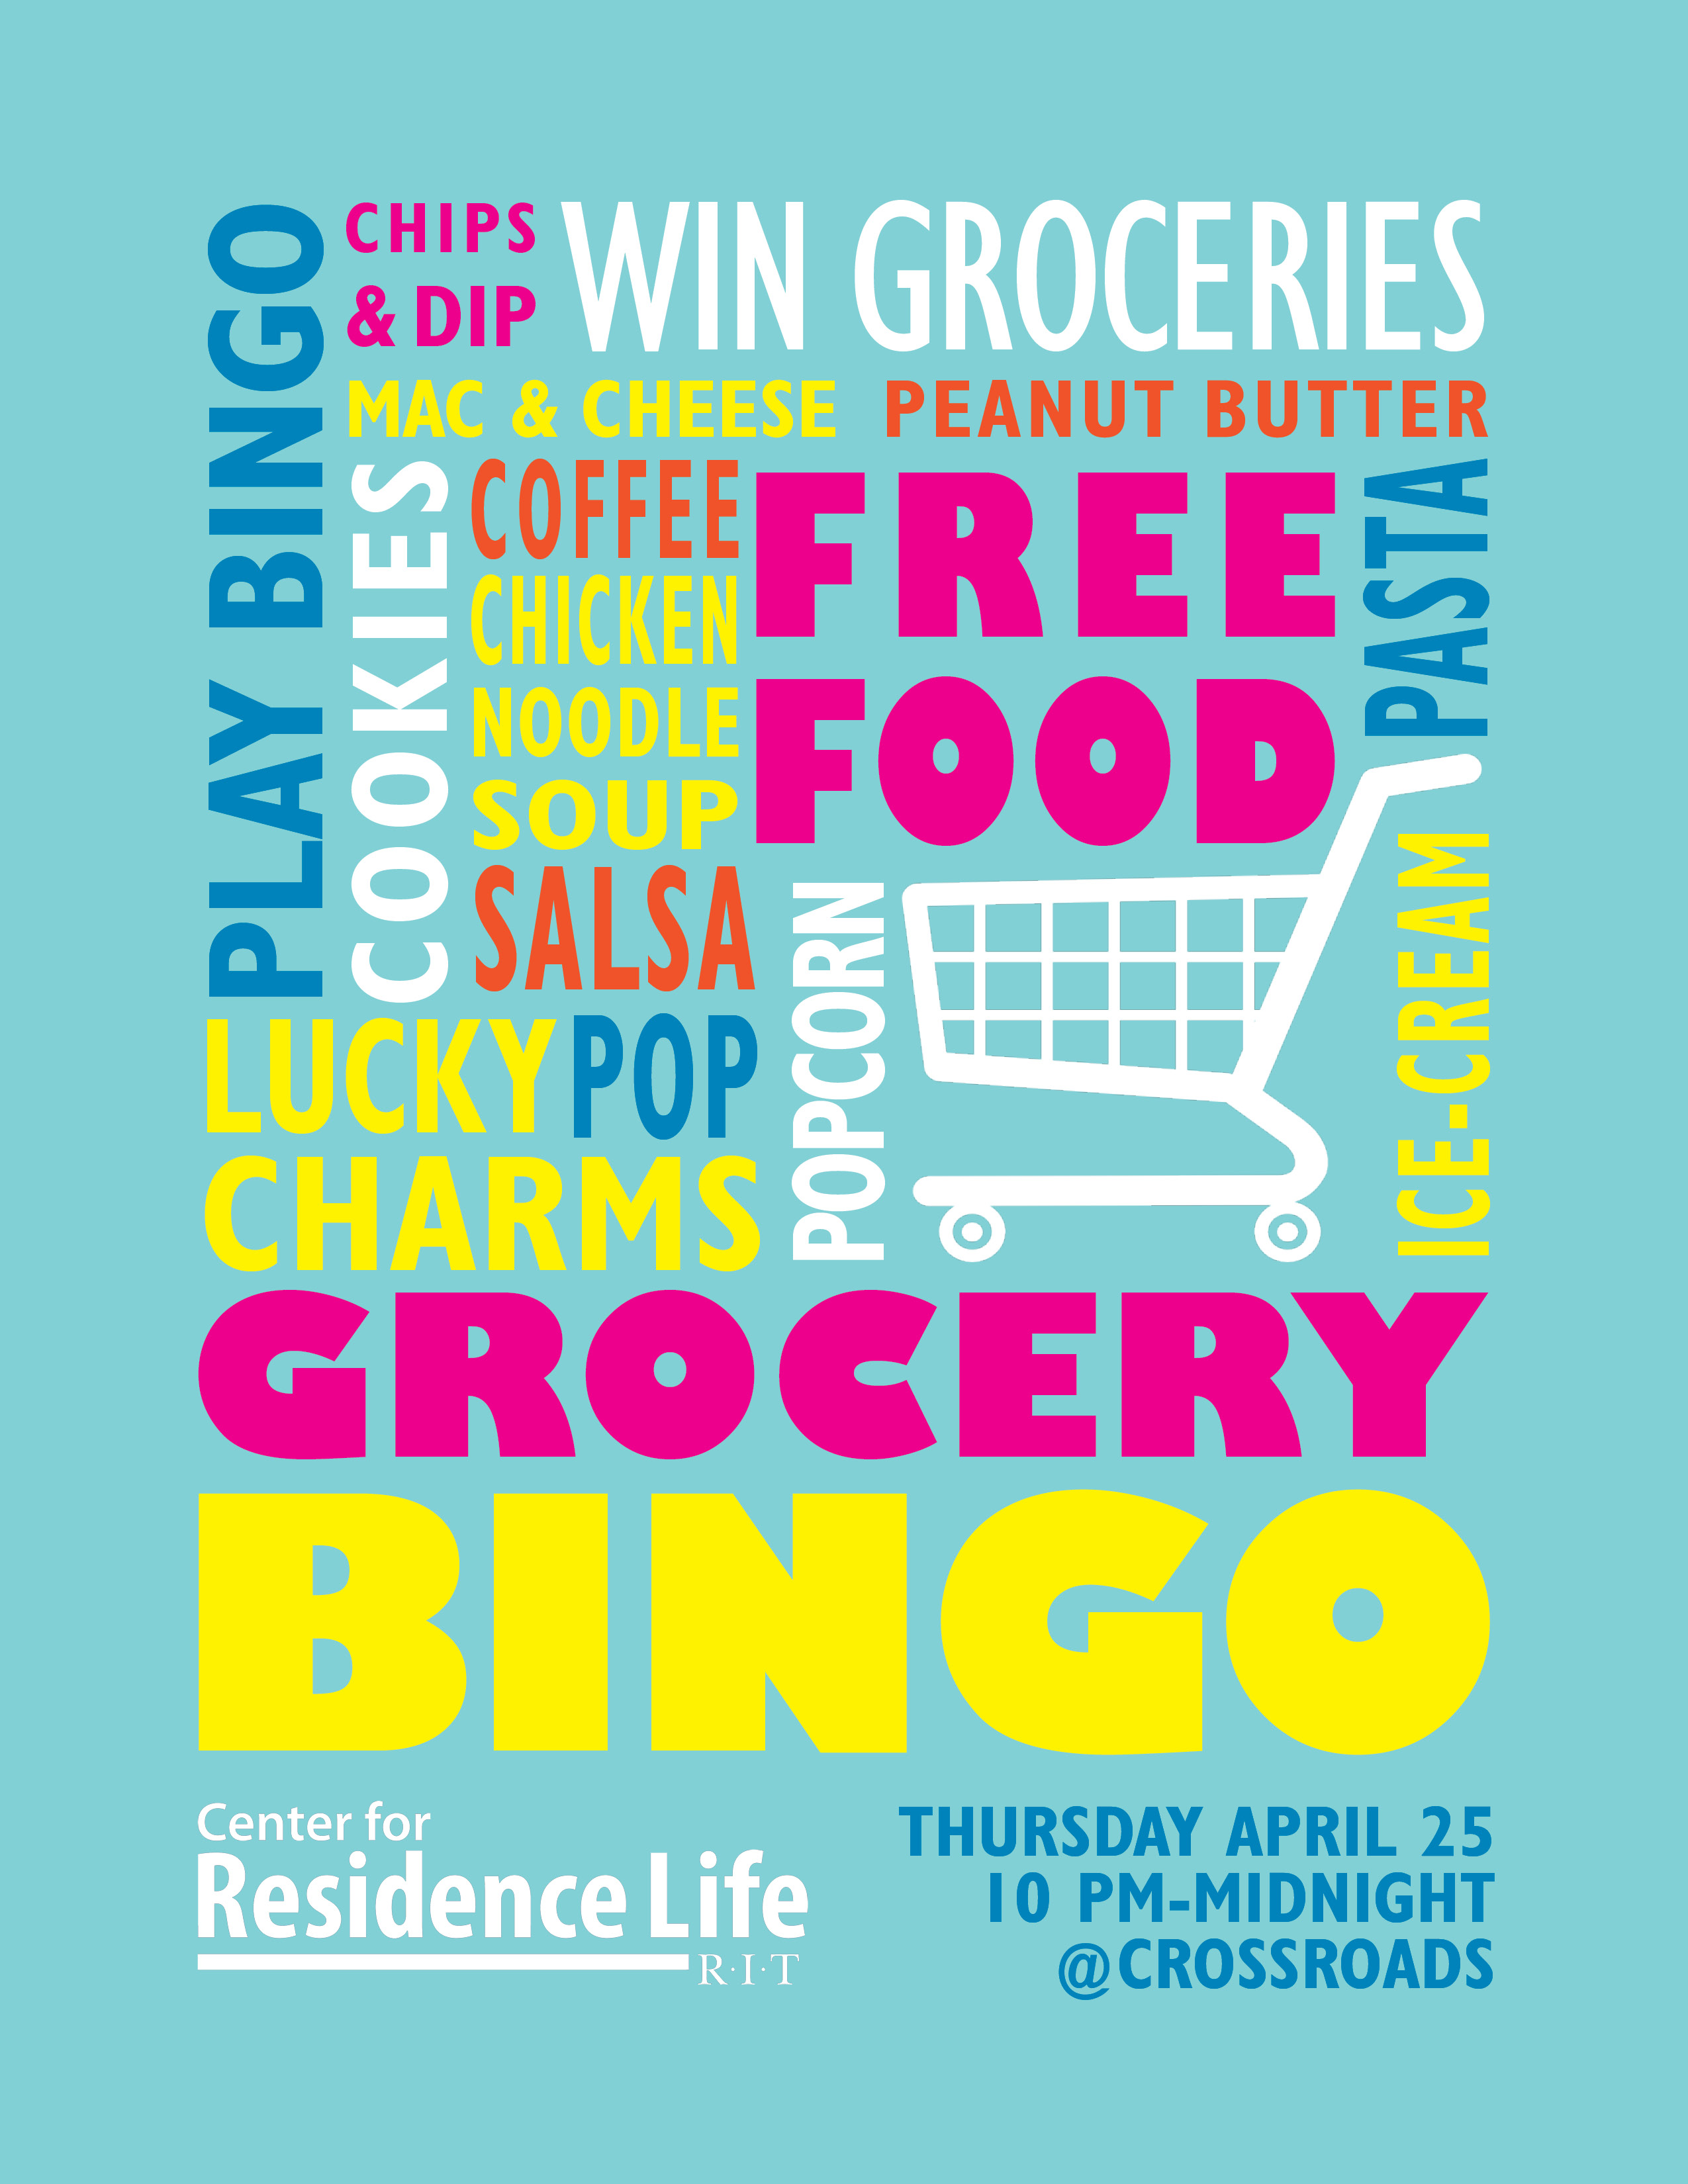 PLAY BINGO
CHIPS
& DIP
WIN GROCERIES
MAC & CHEESE
PEANUT BUTTER
COOKIES
COFFEE
CHICKEN
NOODLE
SOUP
SALSA
FREE
FOOD
PASTA
LUCKY
CHARMS
POP
POPCORN
ICE-CREAM
GROCERY
BINGO
Center for
Residence Life
R·I·T
THURSDAY APRIL 25
10 PM-MIDNIGHT
@CROSSROADS